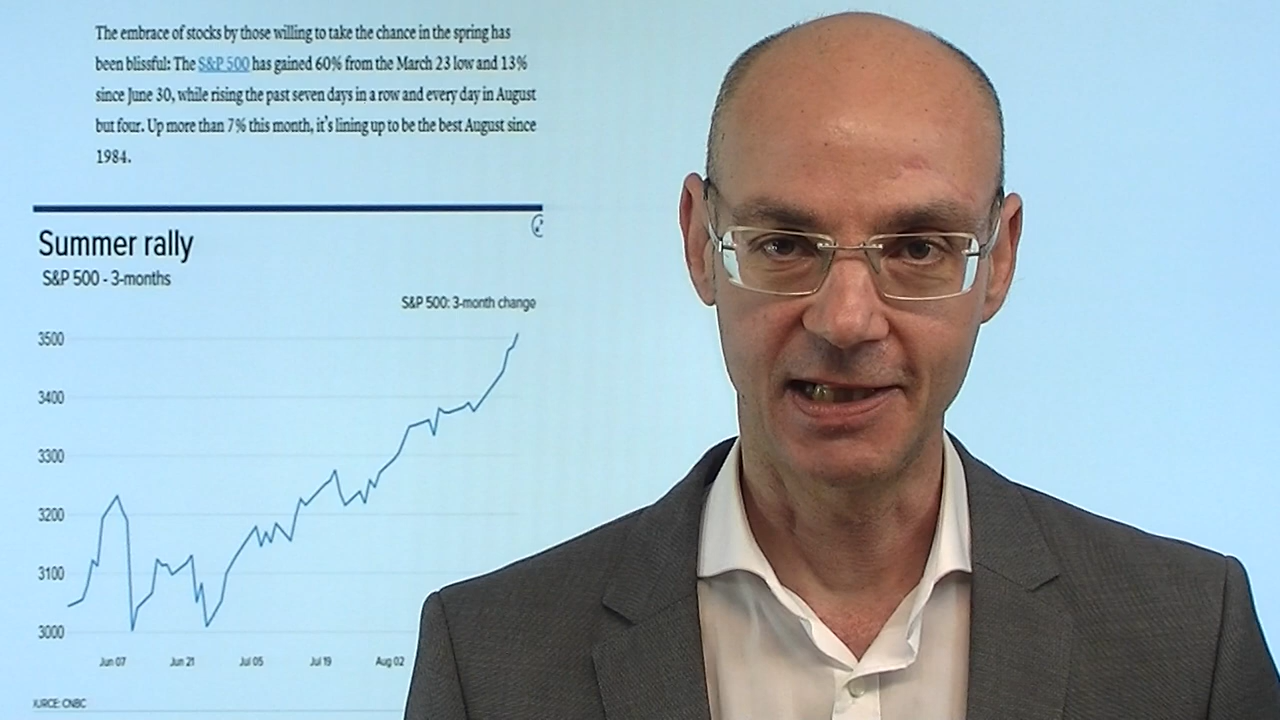 The embrace of stocks by those willing to take the chance in the spring has
been blissful: The S&P 500 has gained 60% from the March 23 low and 13%
since June 30, while rising the past seven days in a row and every day in August
but four. Up more than 7% this month, it's lining up to be the best August since
1984.
Summer rally
S&P 500 - 3-months
S&P 500: 3-month change
3500
3400
3300
3200
3100
3000
Jun 07 Jun 21 Jul 05 Jul 19 Aug 02
URCE: CNBC